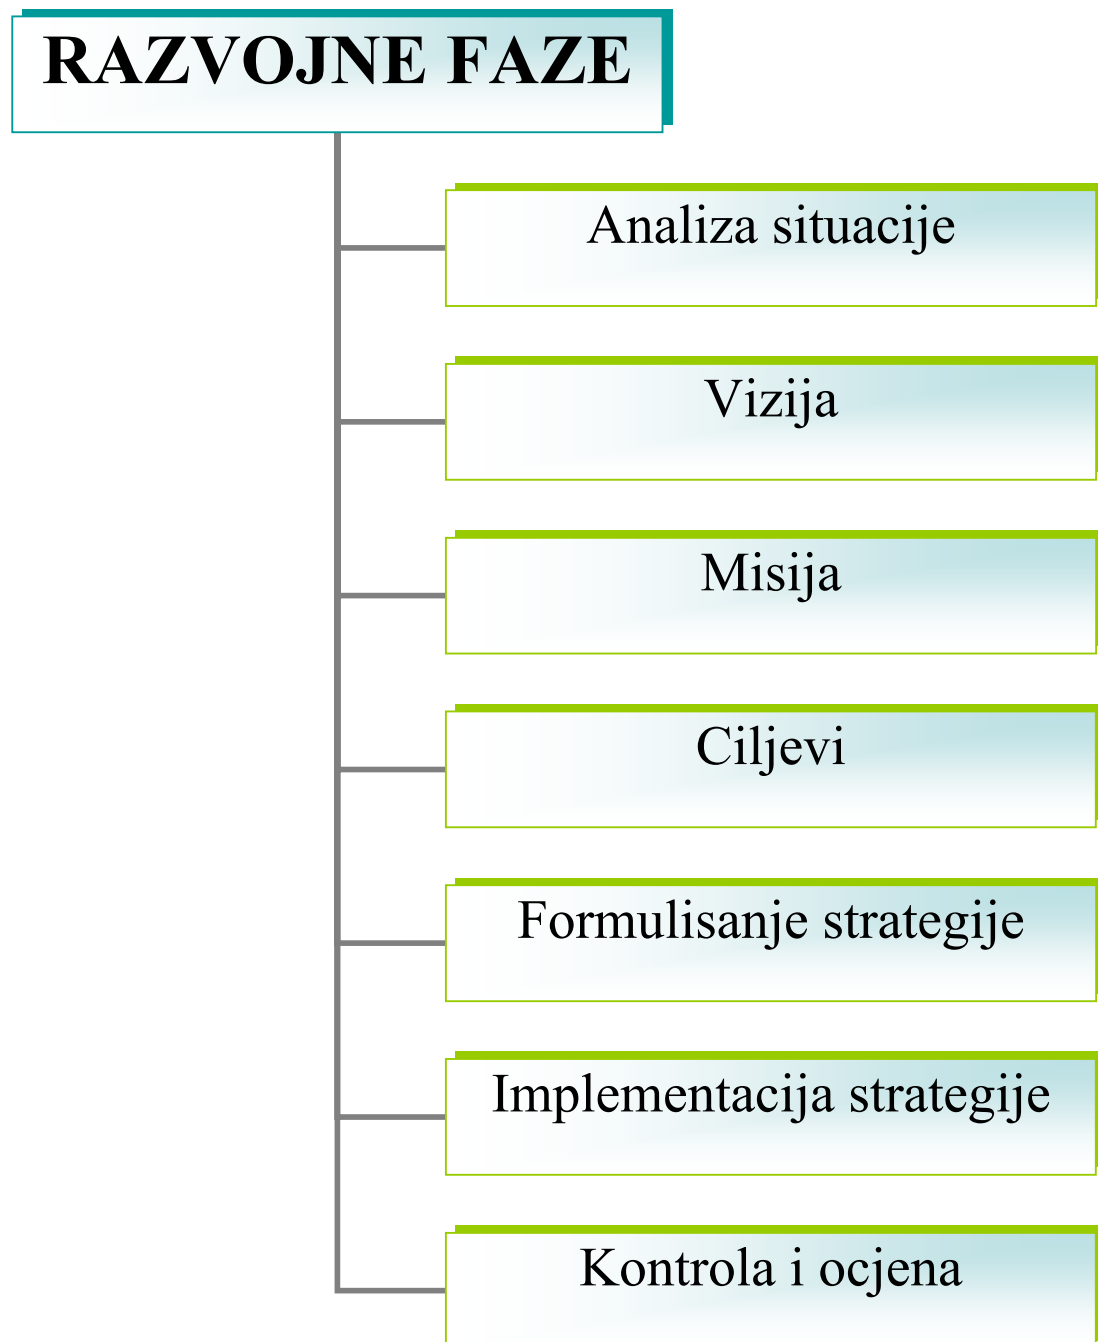 RAZVOJNE FAZE
Analiza situacije
Vizija
Misija
Ciljevi
Formulisanje strategije
Implementacija strategije
Kontrola i ocjena